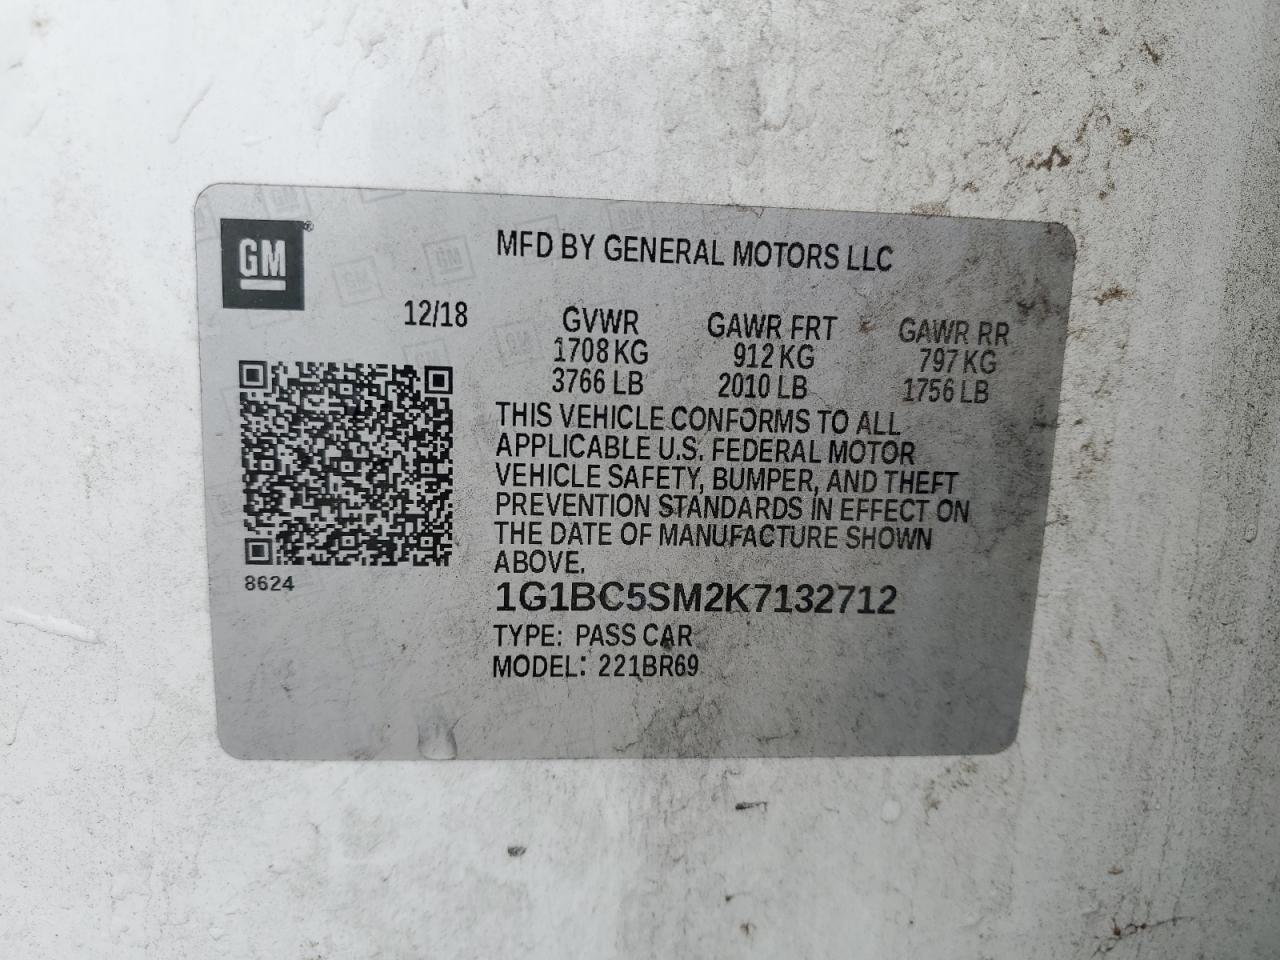 GM®
MFD BY GENERAL MOTORS LLC
12/18
GVWR GAWR FRT GAWR RR
1708 KG 912 KG 797 KG
3766 LB 2010 LB 1756 LB
THIS VEHICLE CONFORMS TO ALL
APPLICABLE U.S. FEDERAL MOTOR
VEHICLE SAFETY, BUMPER, AND THEFT
PREVENTION STANDARDS IN EFFECT ON
THE DATE OF MANUFACTURE SHOWN
ABOVE.
8624
1G1BC5SM2K7132712
TYPE: PASS CAR
MODEL: 221BR69